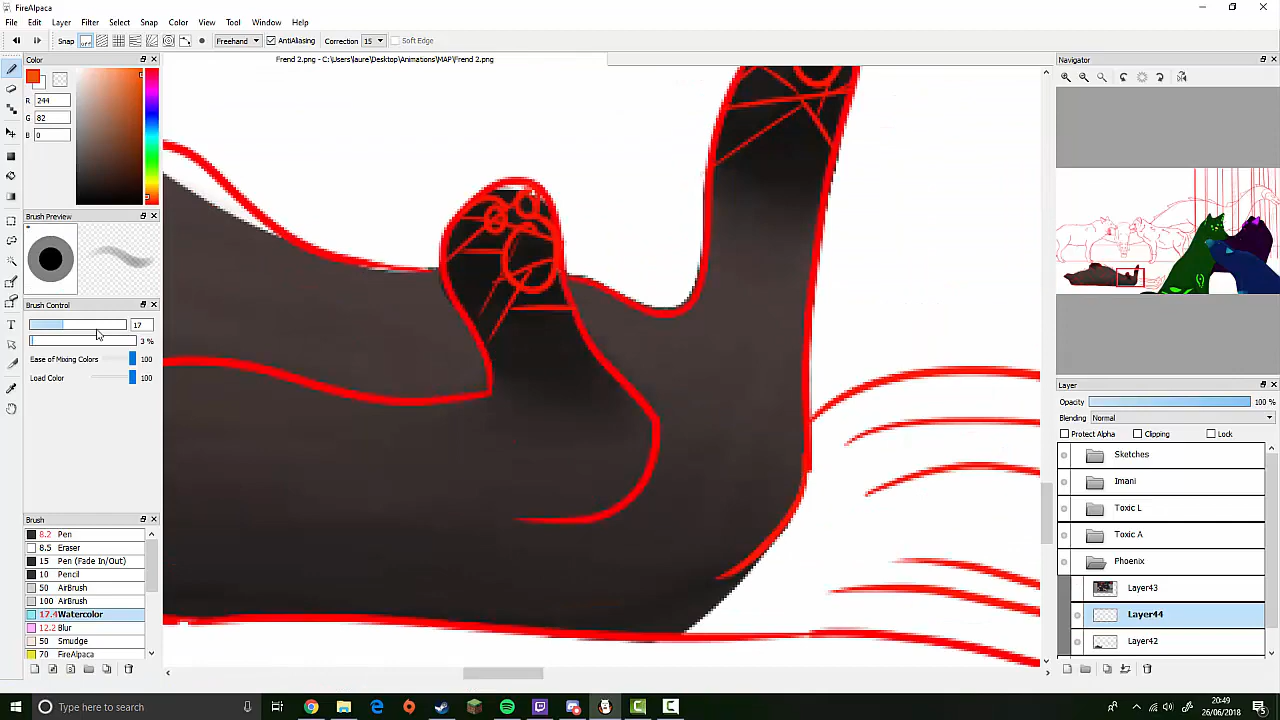 FireAlpaca
File Edit Layer Filter Select Snap Color View Tool Window Help
Snap OFF Freehand AntiAliasing Correction 15 Soft Edge
Color
Frend 2.png - C:\Users\laure\Desktop\Animations\MAP\Frend 2.png
Navigator
R 244
G 82
B 0
Brush Preview
Brush Control
17
3 %
Ease of Mixing Colors 100
Load Color 100
Layer
Opacity 100 %
Blending Normal
Protect Alpha Clipping Lock
Sketches
Imani
Toxic L
Toxic A
Phoenix
Layer43
Layer44
Layer42
Brush
8.2 Pen
8.5 Eraser
15 Pen (Fade In/Out)
10 Pencil
50 AirBrush
100 AirBrush
17.4 Watercolor
12.2 Blur
50 Smudge
70 FireAlpaca
Type here to search
20:49
26/06/2018